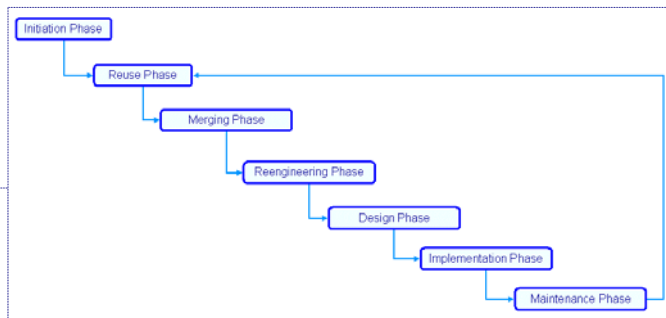 Initiation Phase
Reuse Phase
Merging Phase
Reengineering Phase
Design Phase
Implementation Phase
Maintenance Phase